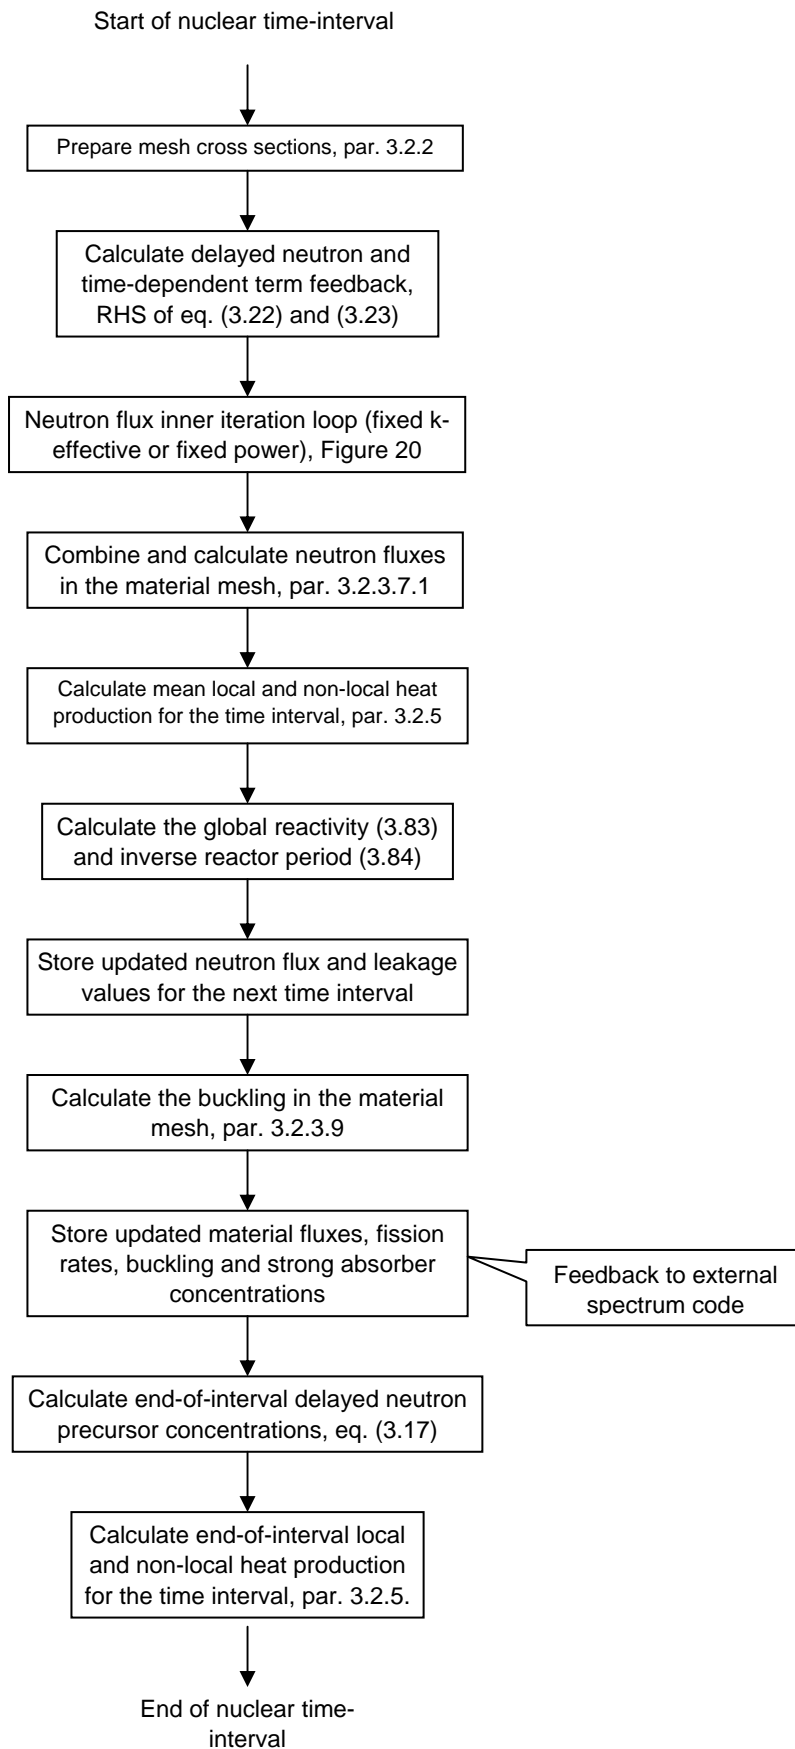 Start of nuclear time-interval
Prepare mesh cross sections, par. 3.2.2
Calculate delayed neutron and
time-dependent term feedback,
RHS of eq. (3.22) and (3.23)
Neutron flux inner iteration loop (fixed k-
effective or fixed power), Figure 20
Combine and calculate neutron fluxes
in the material mesh, par. 3.2.3.7.1
Calculate mean local and non-local heat
production for the time interval, par. 3.2.5
Calculate the global reactivity (3.83)
and inverse reactor period (3.84)
Store updated neutron flux and leakage
values for the next time interval
Calculate the buckling in the material
mesh, par. 3.2.3.9
Store updated material fluxes, fission
rates, buckling and strong absorber
concentrations
Feedback to external
spectrum code
Calculate end-of-interval delayed neutron
precursor concentrations, eq. (3.17)
Calculate end-of-interval local
and non-local heat production
for the time interval, par. 3.2.5.
End of nuclear time-
interval